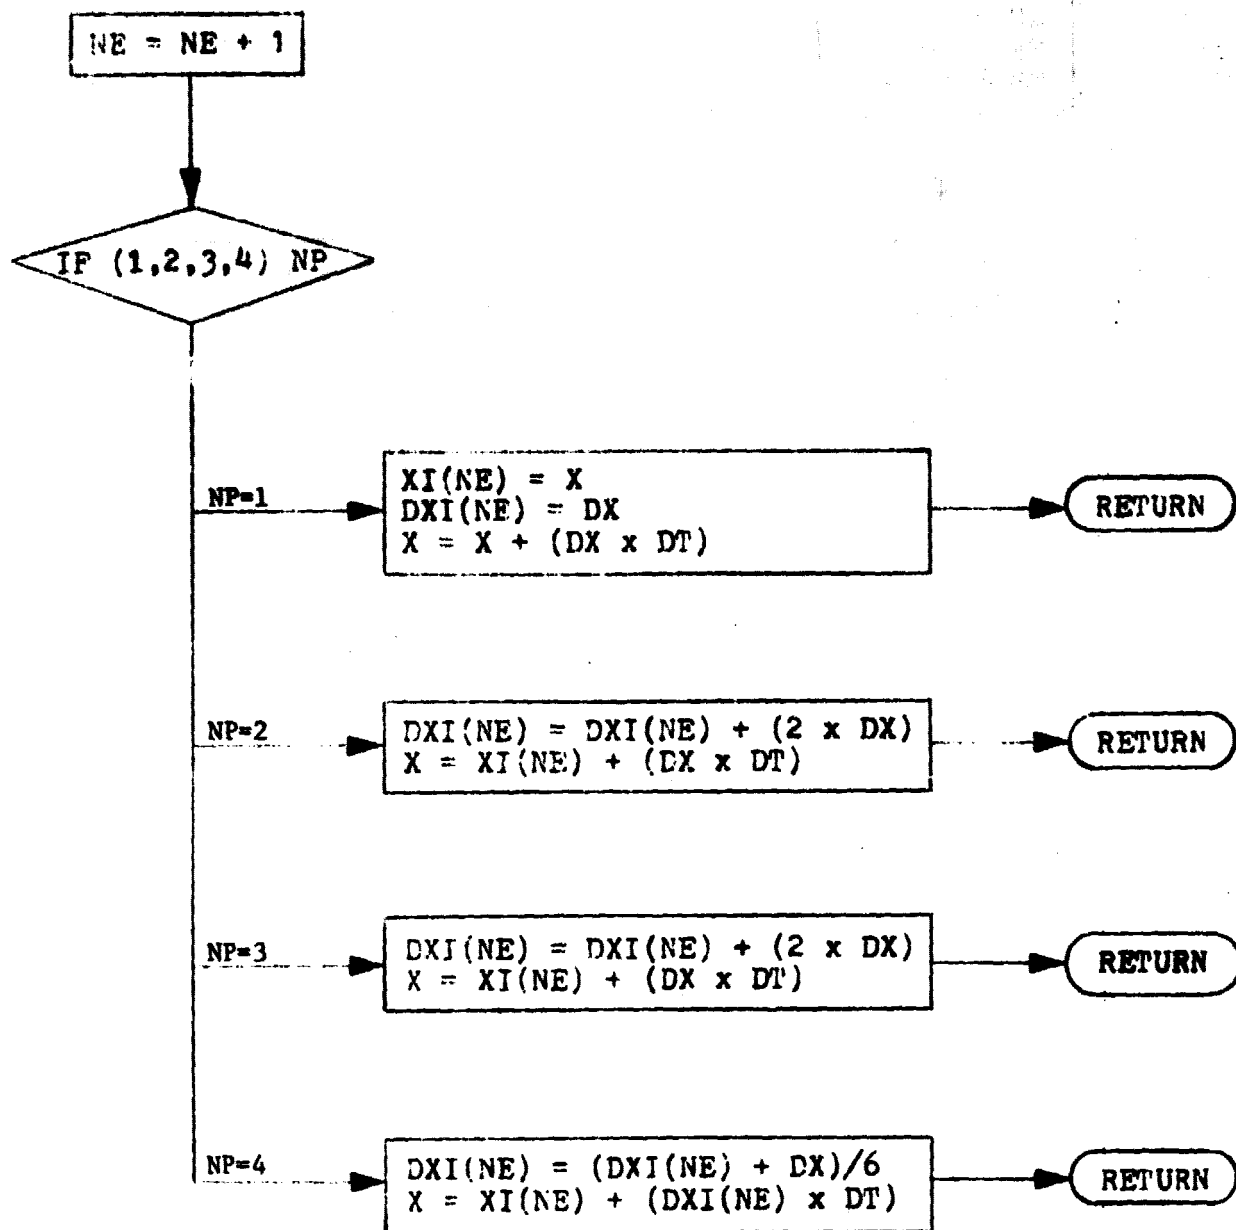 NE = NE + 1
IF (1,2,3,4) NP
NP=1
XI(NE) = X
DXI(NE) = DX
X = X + (DX x DT)
RETURN
NP=2
DXI(NE) = DXI(NE) + (2 x DX)
X = XI(NE) + (DX x DT)
RETURN
NP=3
DXI(NE) = DXI(NE) + (2 x DX)
X = XI(NE) + (DX x DT)
RETURN
NP=4
DXI(NE) = (DXI(NE) + DX)/6
X = XI(NE) + (DXI(NE) x DT)
RETURN